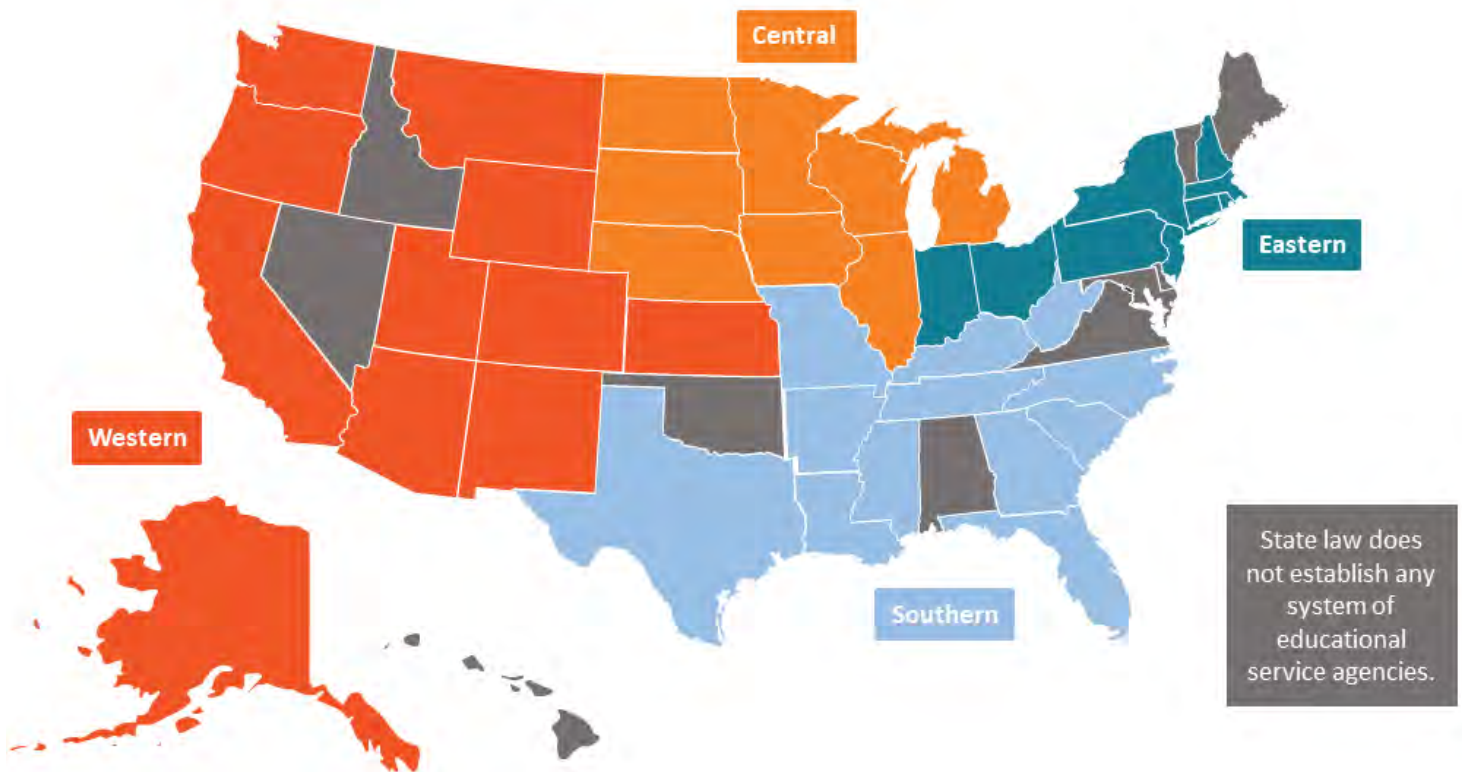 Central
Eastern
Western
Southern
State law does
not establish any
system of
educational
service agencies.